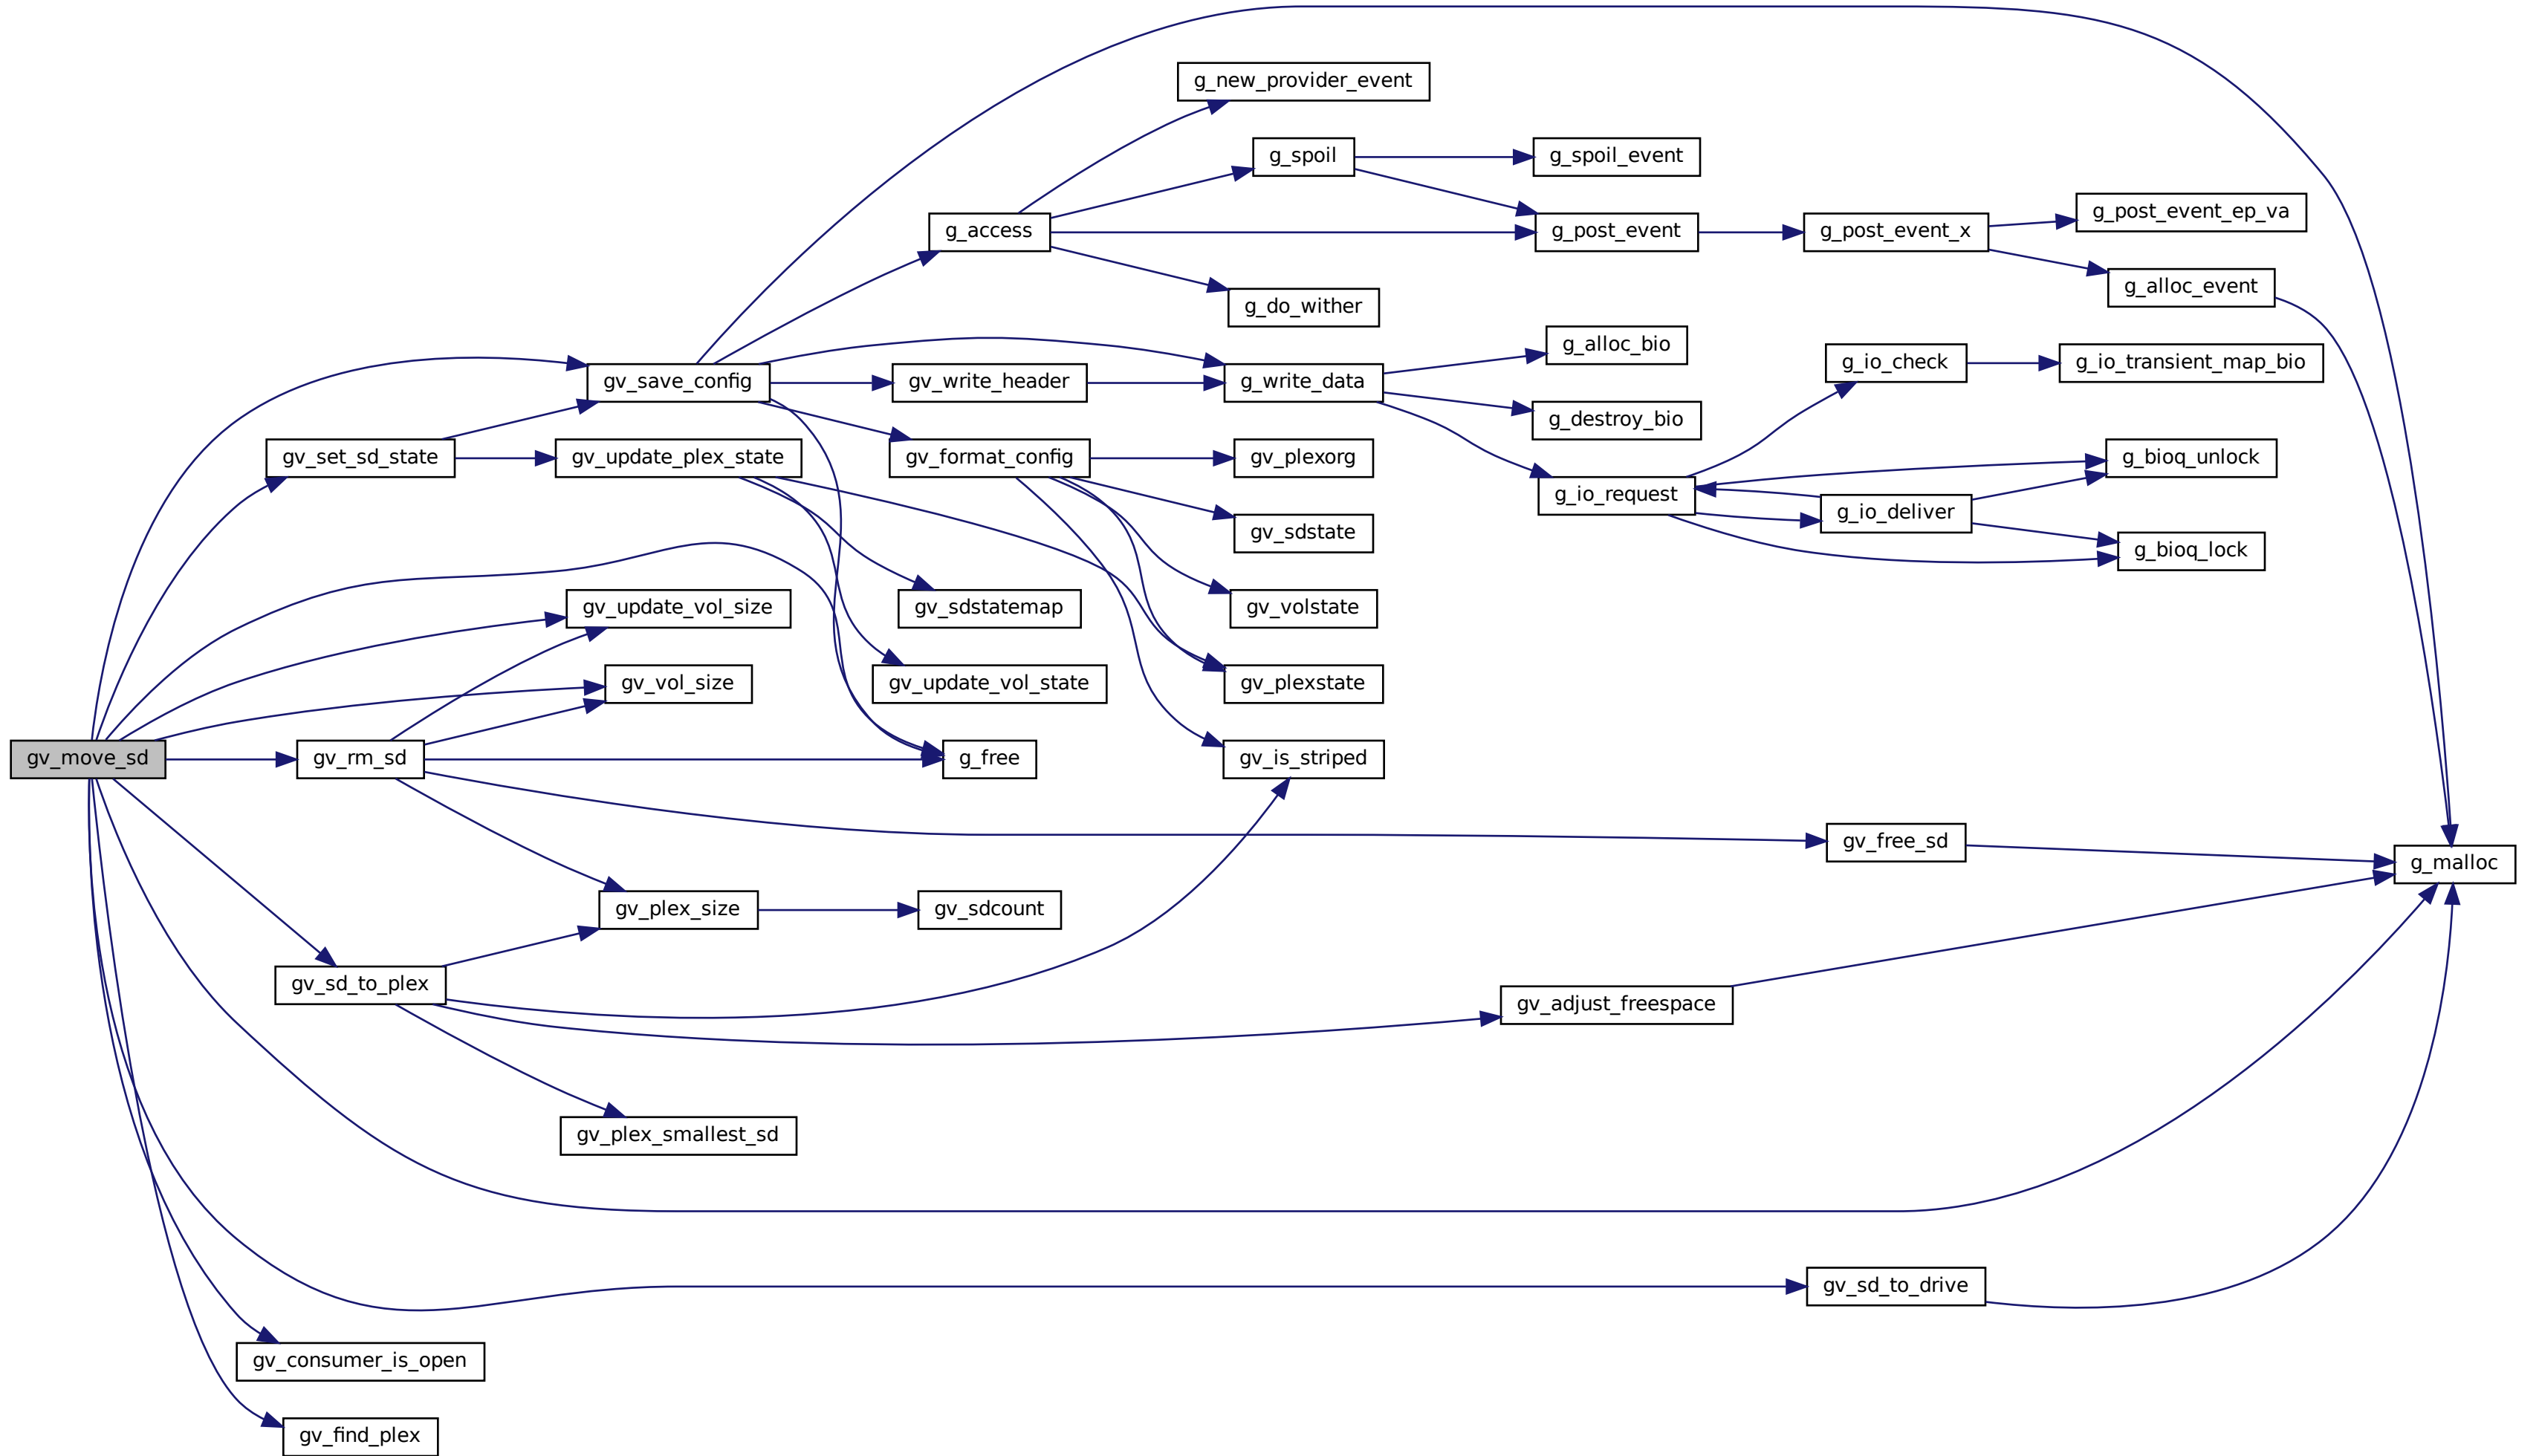 g_new_provider_event
g_spoil
g_spoil_event
g_post_event_ep_va
g_access
g_post_event
g_post_event_x
g_alloc_event
g_do_wither
g_alloc_bio
g_io_check
g_io_transient_map_bio
gv_save_config
gv_write_header
g_write_data
g_destroy_bio
gv_set_sd_state
gv_update_plex_state
gv_format_config
gv_plexorg
g_bioq_unlock
g_io_request
g_io_deliver
gv_sdstate
g_bioq_lock
gv_update_vol_size
gv_sdstatemap
gv_volstate
gv_vol_size
gv_update_vol_state
gv_plexstate
gv_move_sd
gv_rm_sd
g_free
gv_is_striped
gv_free_sd
g_malloc
gv_plex_size
gv_sdcount
gv_sd_to_plex
gv_adjust_freespace
gv_plex_smallest_sd
gv_sd_to_drive
gv_consumer_is_open
gv_find_plex